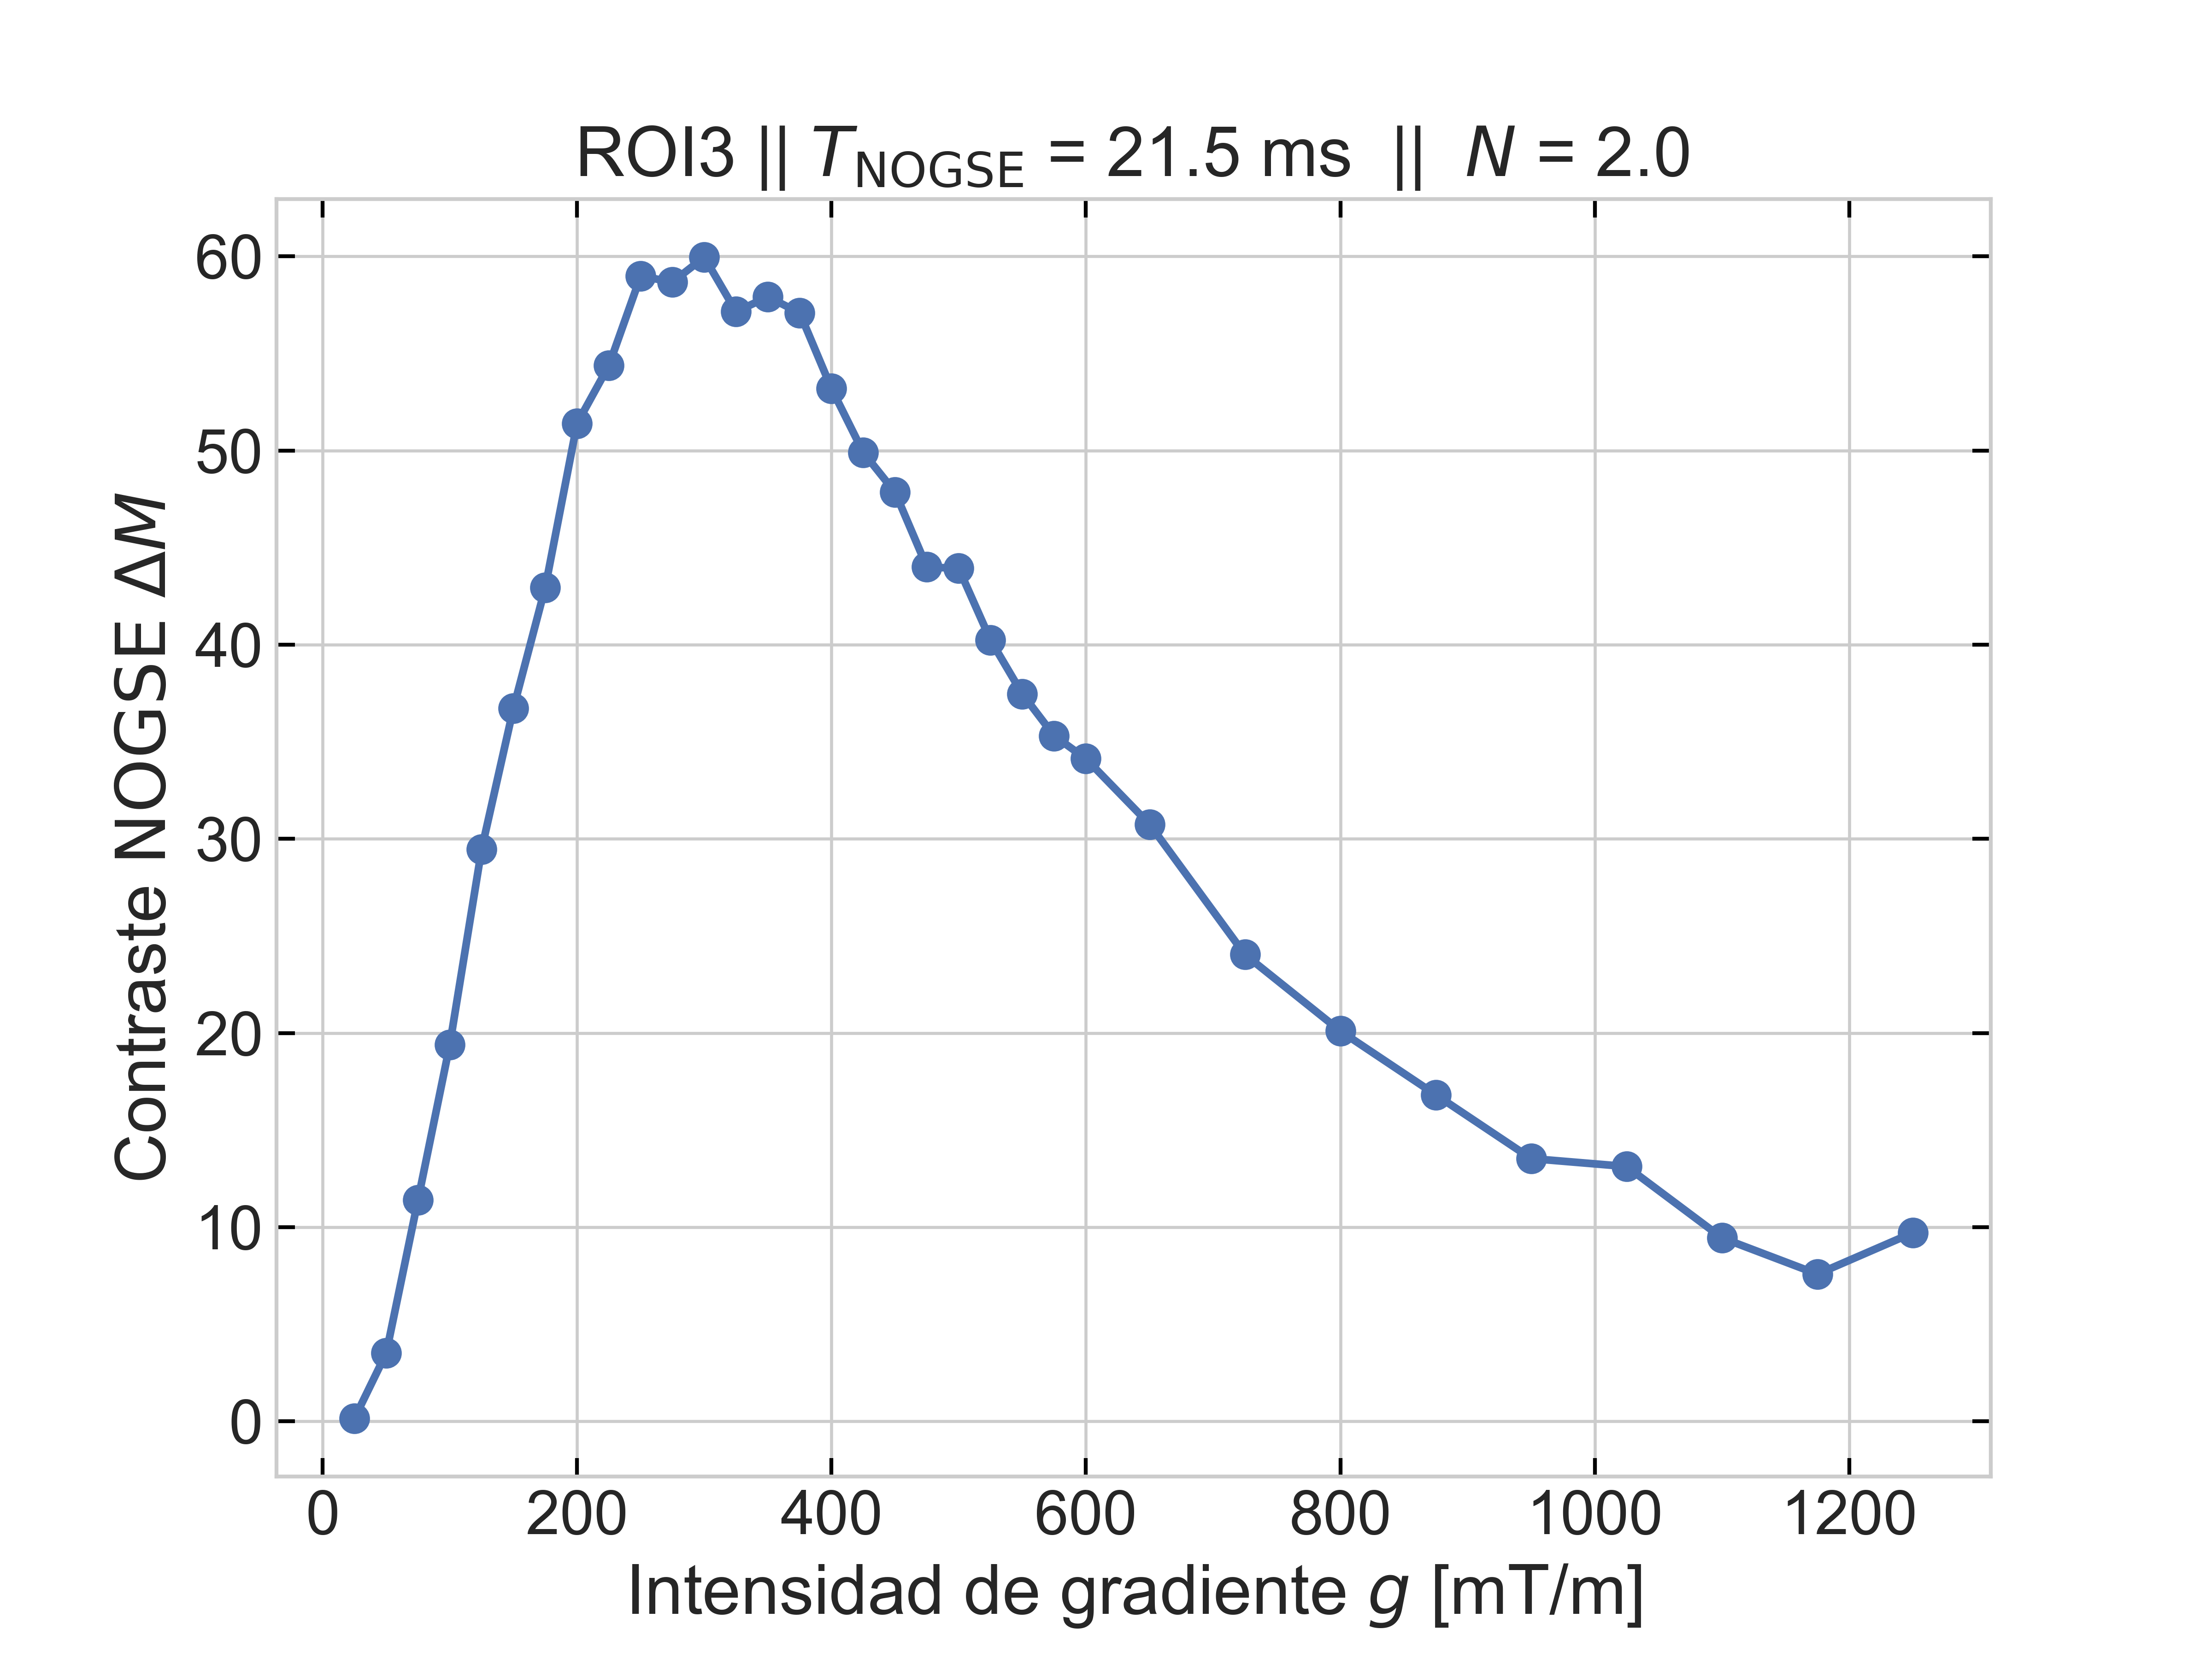 ROI3 || T_NOGSE = 21.5 ms || N = 2.0
Contraste NOGSE ΔM
60
50
40
30
20
10
0
0 200 400 600 800 1000 1200
Intensidad de gradiente g [mT/m]